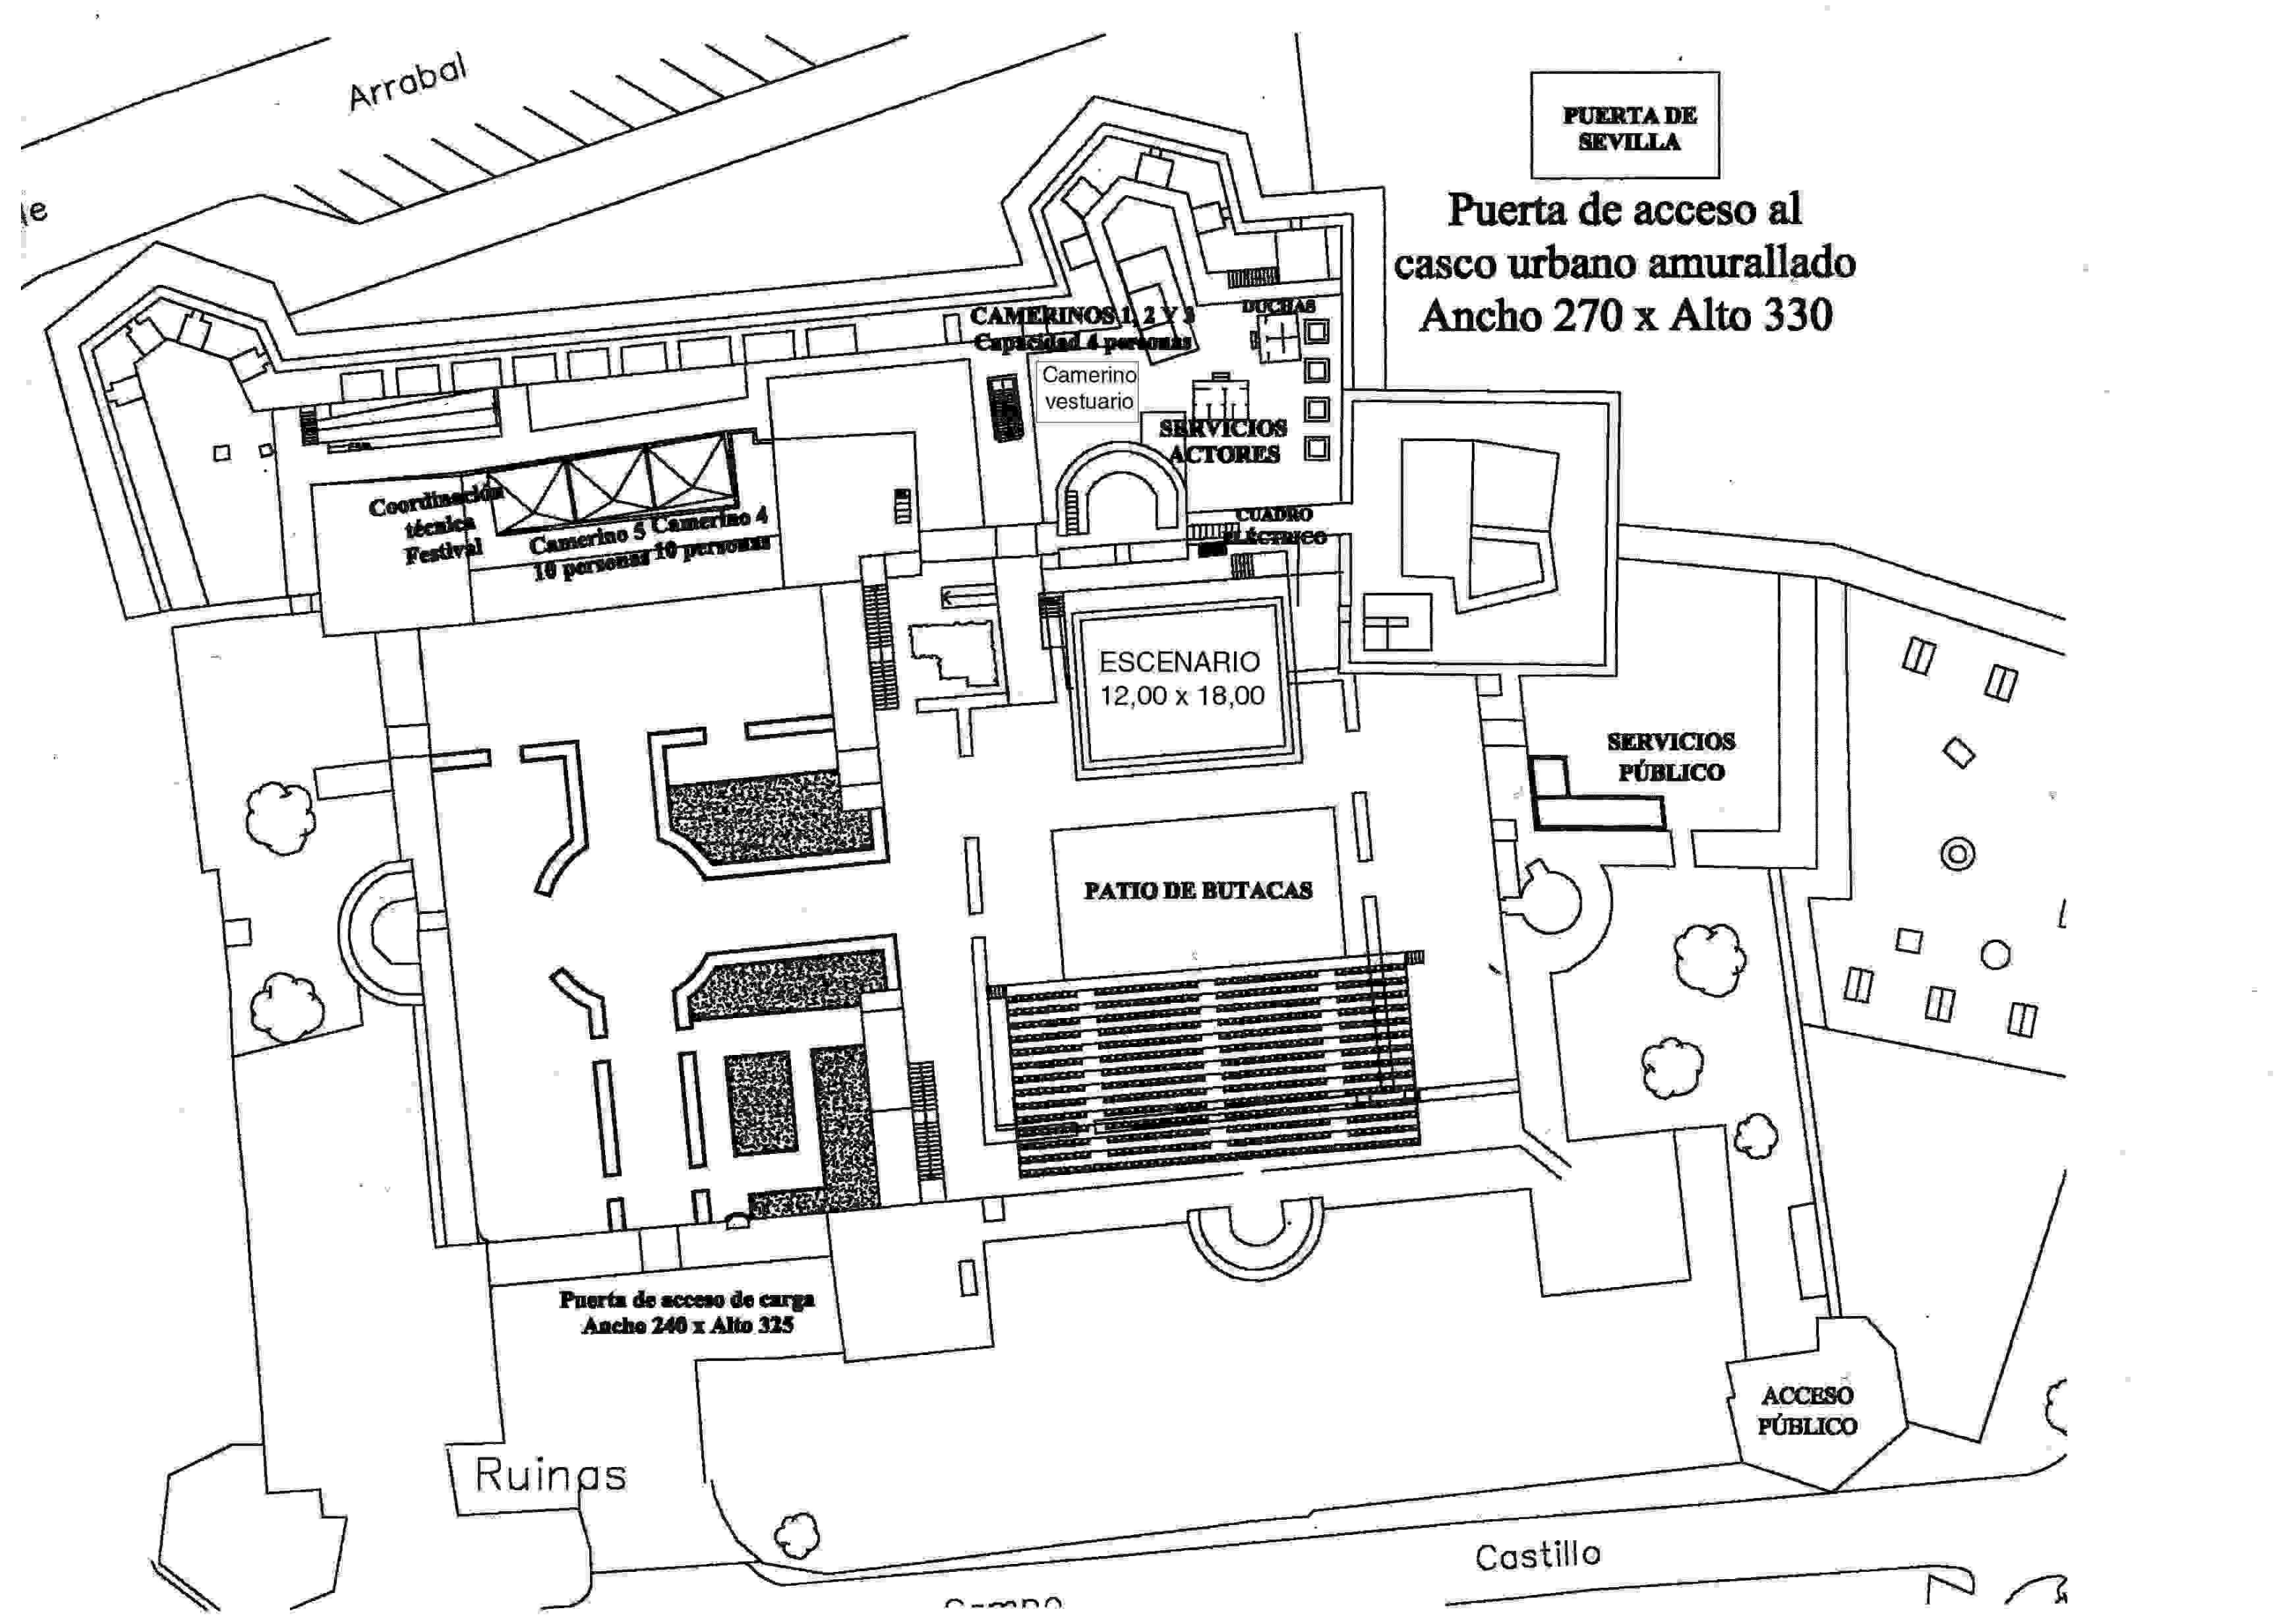 Arrabal
PUERTA DE
SEVILLA
Puerta de acceso al
casco urbano amurallado
Ancho 270 x Alto 330
CAMERINOS 1, 2 Y 3
Capacidad 4 personas
DUCHAS
Camerino
vestuario
SERVICIOS
ACTORES
Coordinación
técnica
Festival
Camerino 5 Camerino 4
10 personas 10 personas
CUADRO
ELÉCTRICO
ESCENARIO
12,00 x 18,00
SERVICIOS
PÚBLICO
PATIO DE BUTACAS
Puerta de acceso de carga
Ancho 240 x Alto 325
ACCESO
PÚBLICO
Ruinas
Castillo